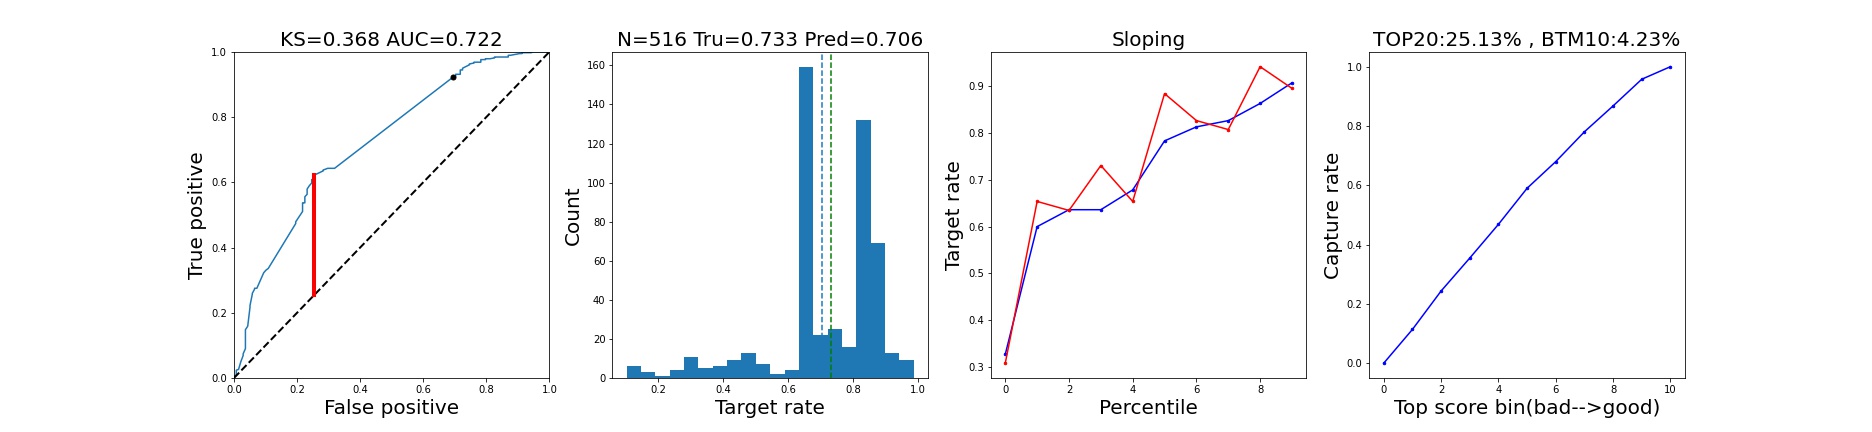 KS=0.368 AUC=0.722
True positive
1.0
0.8
0.6
0.4
0.2
0.0
0.0 0.2 0.4 0.6 0.8 1.0
False positive
N=516 Tru=0.733 Pred=0.706
Count
160
140
120
100
80
60
40
20
0
0.2 0.4 0.6 0.8 1.0
Target rate
Sloping
Target rate
0.9
0.8
0.7
0.6
0.5
0.4
0.3
0 2 4 6 8
Percentile
TOP20:25.13% , BTM10:4.23%
Capture rate
1.0
0.8
0.6
0.4
0.2
0.0
0 2 4 6 8 10
Top score bin(bad-->good)